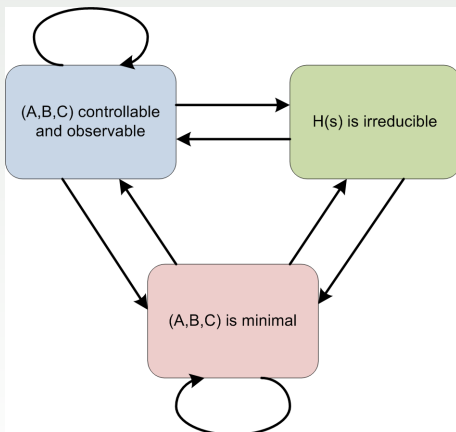 (A,B,C) controllable
and observable
H(s) is irreducible
(A,B,C) is minimal